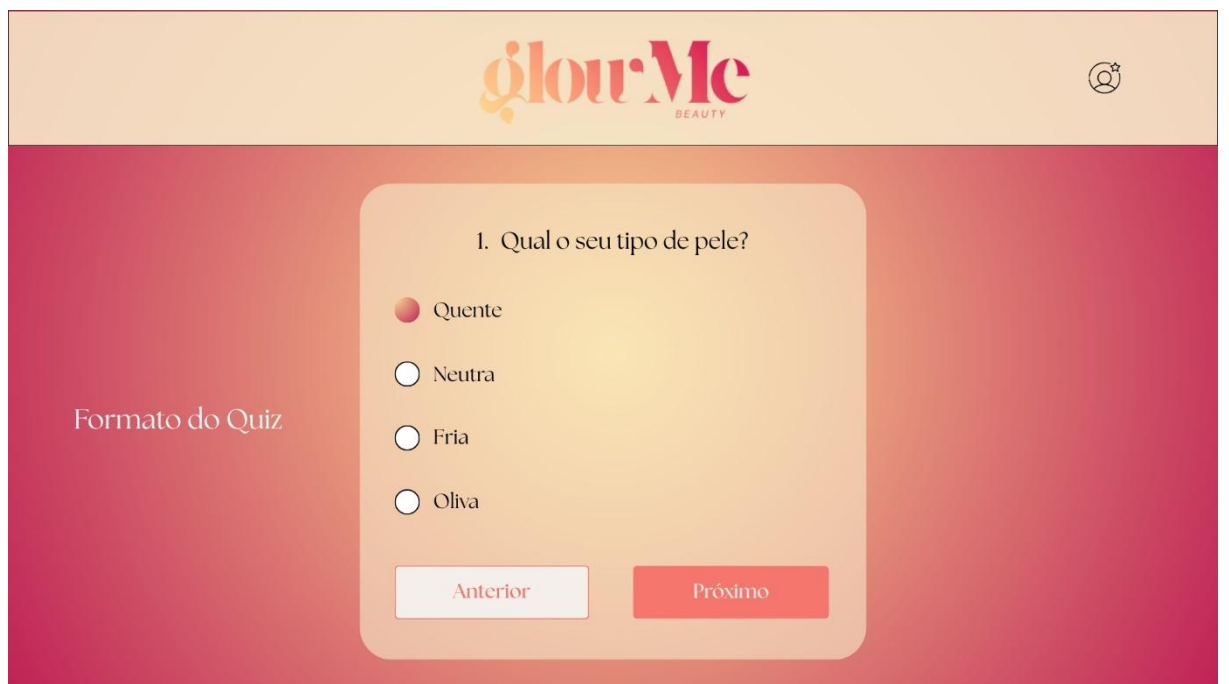 glowMe
BEAUTY
1. Qual o seu tipo de pele?
Quente
Neutra
Formato do Quiz
Fria
Oliva
Anterior
Próximo